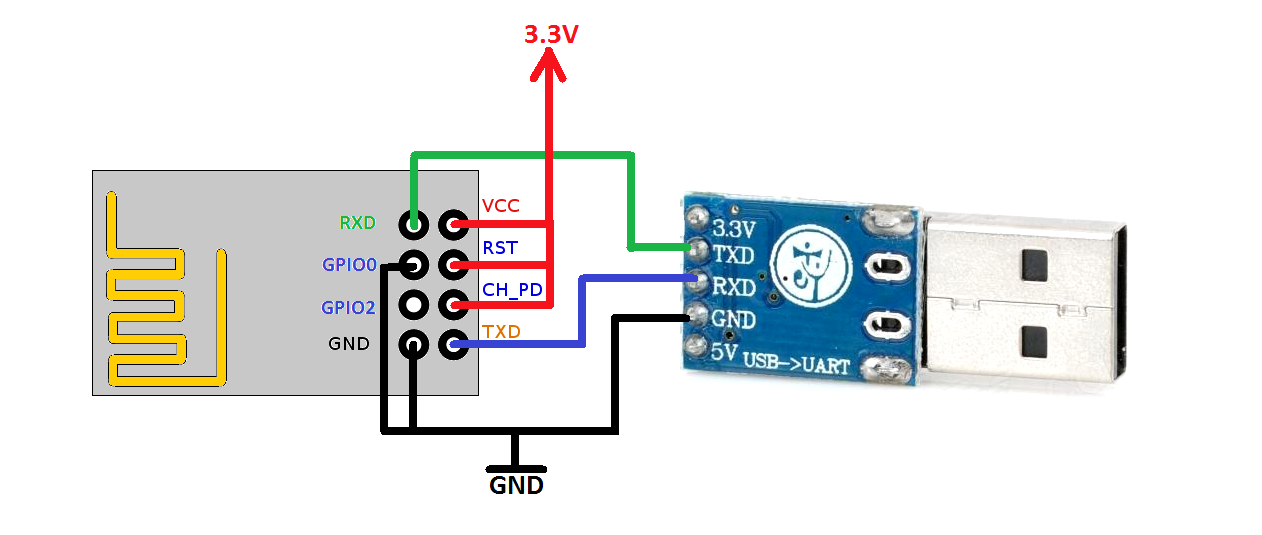 3.3V
RXD
VCC
GPIO0
RST
GPIO2
CH_PD
GND
TXD
GND
3.3V
TXD
RXD
GND
5V
USB->UART